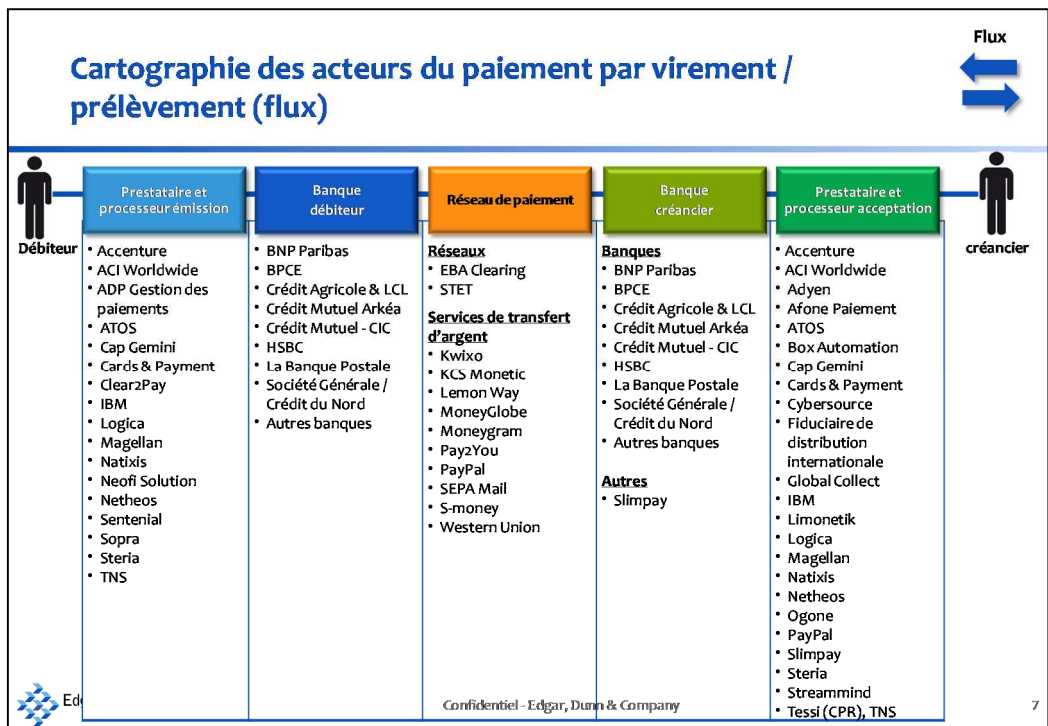 Flux
Cartographie des acteurs du paiement par virement /
prélèvement (flux)
Débiteur
créancier
Prestataire et
processeur émission
• Accenture
• ACI Worldwide
• ADP Gestion des
paiements
• ATOS
• Cap Gemini
• Cards & Payment
• Clear2Pay
• IBM
• Logica
• Magellan
• Natixis
• Neofi Solution
• Netheos
• Sentenial
• Sopra
• Steria
• TNS
Banque
débiteur
• BNP Paribas
• BPCE
• Crédit Agricole & LCL
• Crédit Mutuel Arkéa
• Crédit Mutuel - CIC
• HSBC
• La Banque Postale
• Société Générale /
Crédit du Nord
• Autres banques
Réseau de paiement
Réseaux
• EBA Clearing
• STET
Services de transfert
d'argent
• Kwixo
• KCS Monetic
• Lemon Way
• MoneyGlobe
• Moneygram
• Pay2You
• PayPal
• SEPA Mail
• S-money
• Western Union
Banque
créancier
Banques
• BNP Paribas
• BPCE
• Crédit Agricole & LCL
• Crédit Mutuel Arkéa
• Crédit Mutuel - CIC
• HSBC
• La Banque Postale
• Société Générale /
Crédit du Nord
• Autres banques
Autres
• Slimpay
Prestataire et
processeur acceptation
• Accenture
• ACI Worldwide
• Adyen
• Afone Paiement
• ATOS
• Box Automation
• Cap Gemini
• Cards & Payment
• Cybersource
• Fiduciaire de
distribution
internationale
• Global Collect
• IBM
• Limonetik
• Logica
• Magellan
• Natixis
• Netheos
• Ogone
• PayPal
• Slimpay
• Steria
• Streammind
• Tessi (CPR), TNS
Confidentiel - Edgar, Dunn & Company
7